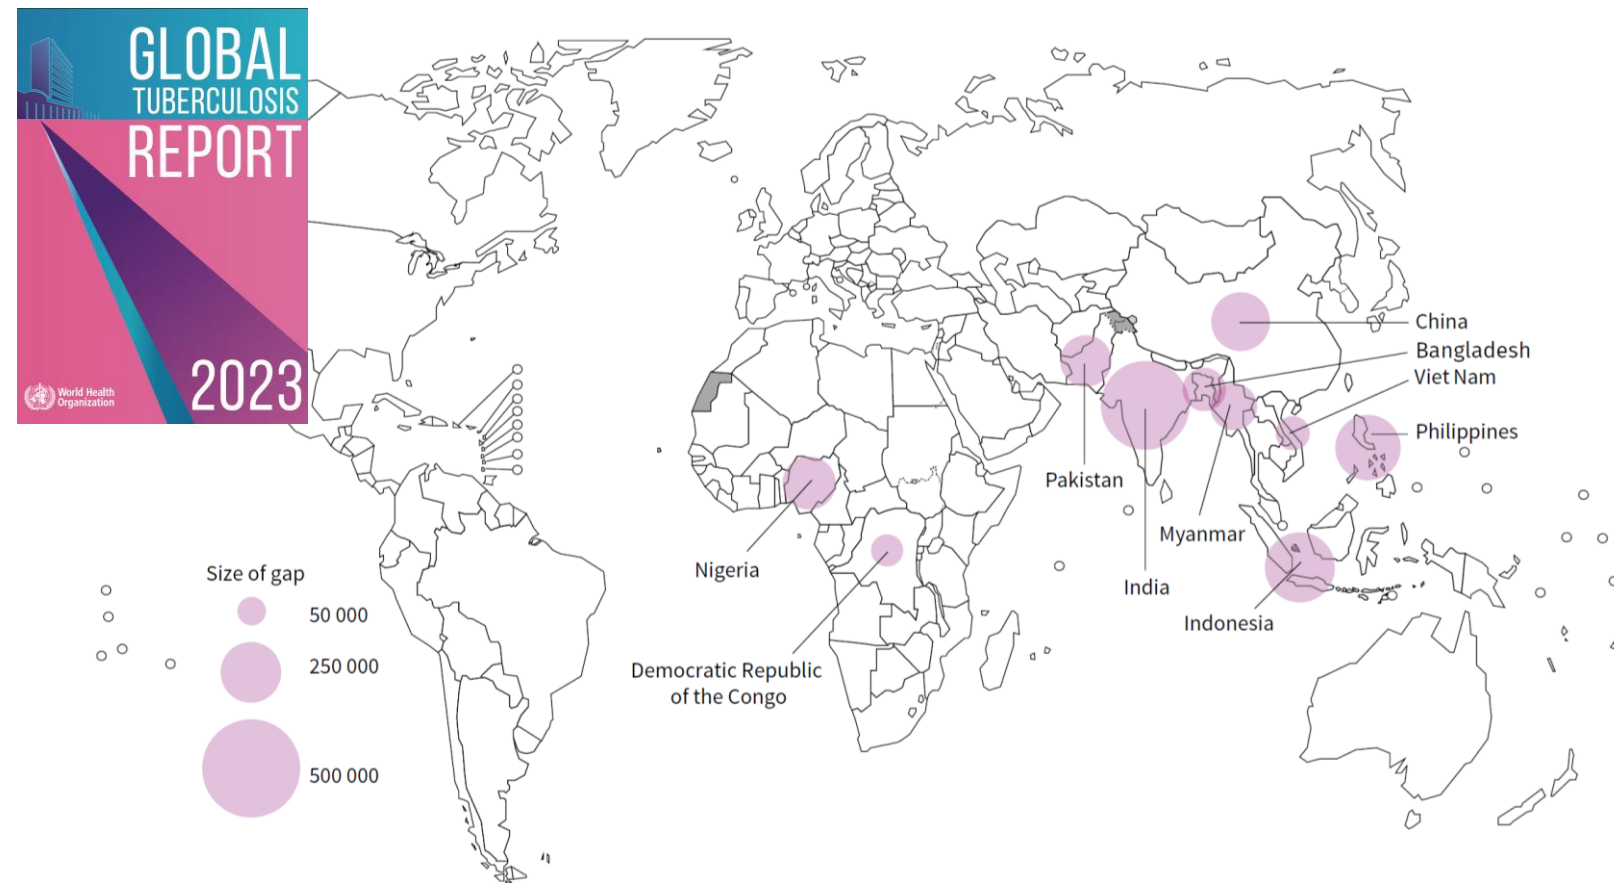 GLOBAL
TUBERCULOSIS
REPORT
2023
World Health
Organization
China
Bangladesh
Viet Nam
Philippines
Pakistan
Myanmar
India
Indonesia
Nigeria
Democratic Republic
of the Congo
Size of gap
50 000
250 000
500 000